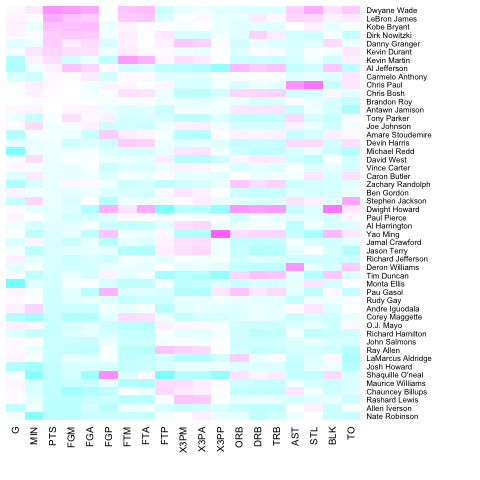 Dwyane Wade
LeBron James
Kobe Bryant
Dirk Nowitzki
Danny Granger
Kevin Durant
Kevin Martin
Al Jefferson
Carmelo Anthony
Chris Paul
Chris Bosh
Brandon Roy
Antawn Jamison
Tony Parker
Joe Johnson
Amare Stoudemire
Devin Harris
Michael Redd
David West
Vince Carter
Caron Butler
Zachary Randolph
Ben Gordon
Stephen Jackson
Dwight Howard
Paul Pierce
Al Harrington
Yao Ming
Jamal Crawford
Jason Terry
Richard Jefferson
Deron Williams
Tim Duncan
Monta Ellis
Pau Gasol
Rudy Gay
Andre Iguodala
Corey Maggette
O.J. Mayo
Richard Hamilton
John Salmons
Ray Allen
LaMarcus Aldridge
Josh Howard
Shaquille O'neal
Maurice Williams
Chauncey Billups
Rashard Lewis
Allen Iverson
Nate Robinson
G MIN PTS FGM FGA FGP FTM FTA FTP X3PM X3PA X3PP ORB DRB TRB AST STL BLK TO